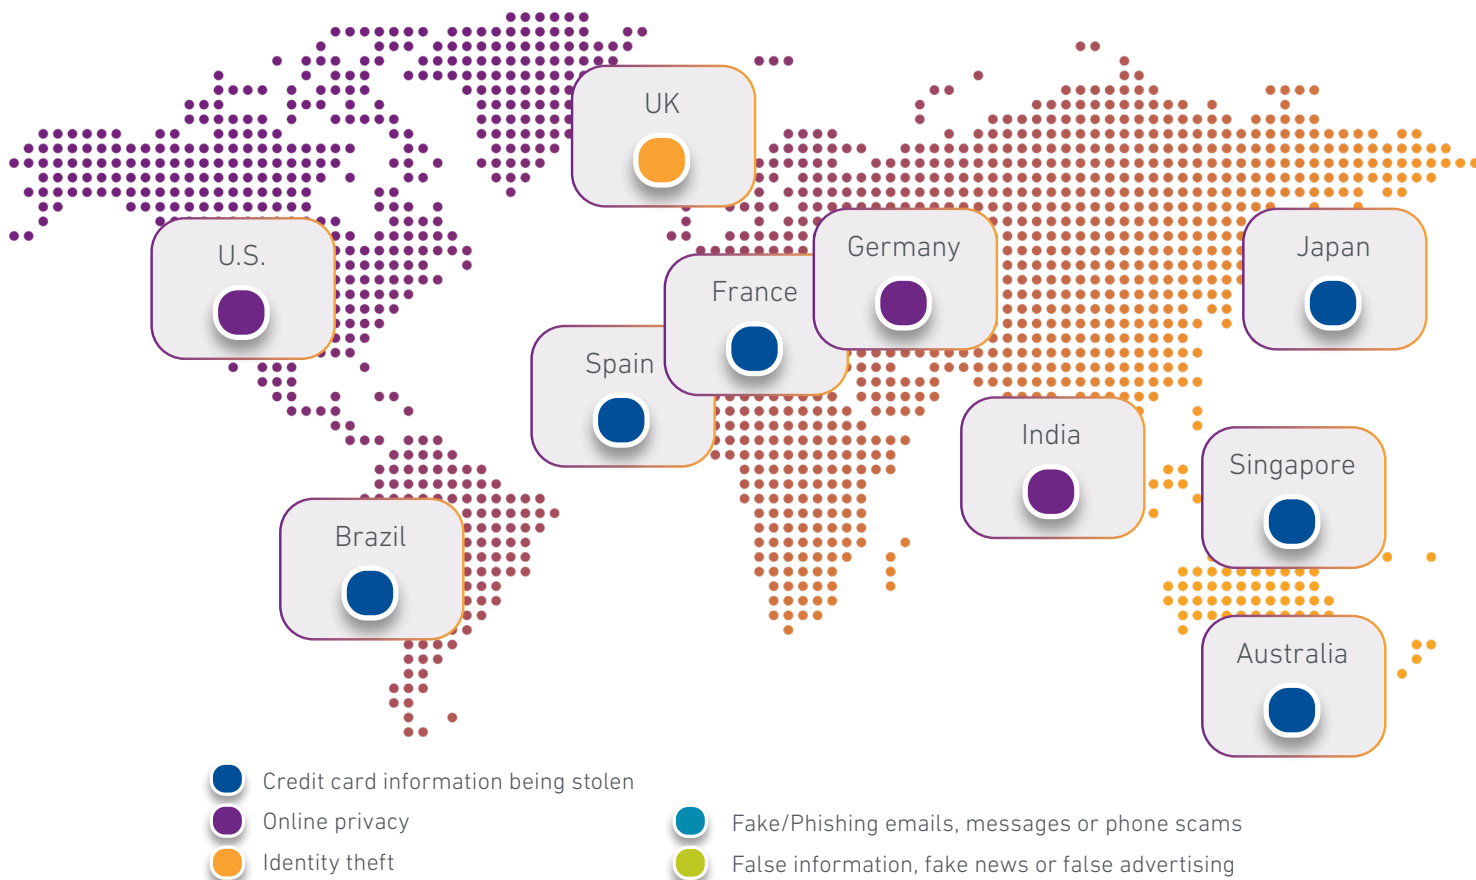 UK
U.S.
Germany
Japan
France
Spain
India
Singapore
Brazil
Australia
Credit card information being stolen
Online privacy
Identity theft
Fake/Phishing emails, messages or phone scams
False information, fake news or false advertising